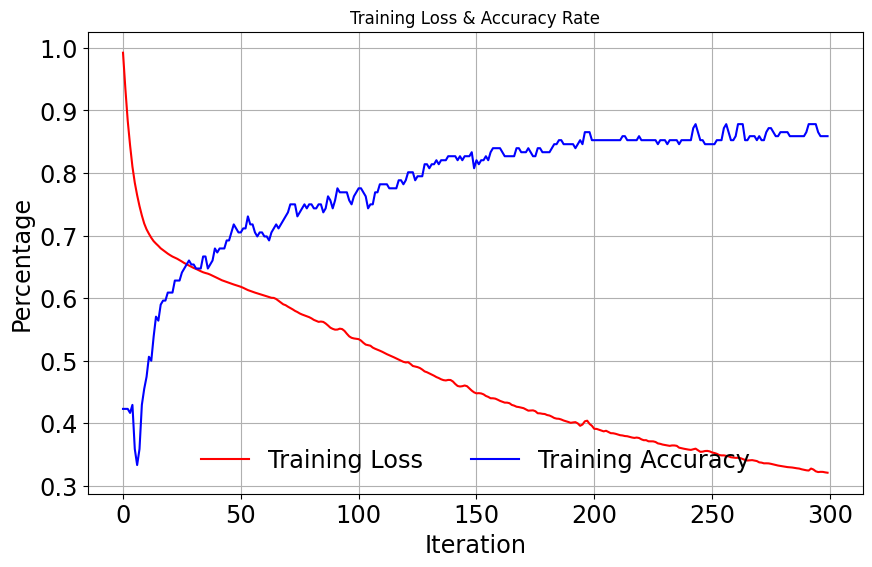 Training Loss & Accuracy Rate
1.0
0.9
0.8
0.7
0.6
0.5
0.4
0.3
Percentage
Training Loss
Training Accuracy
0 50 100 150 200 250 300
Iteration